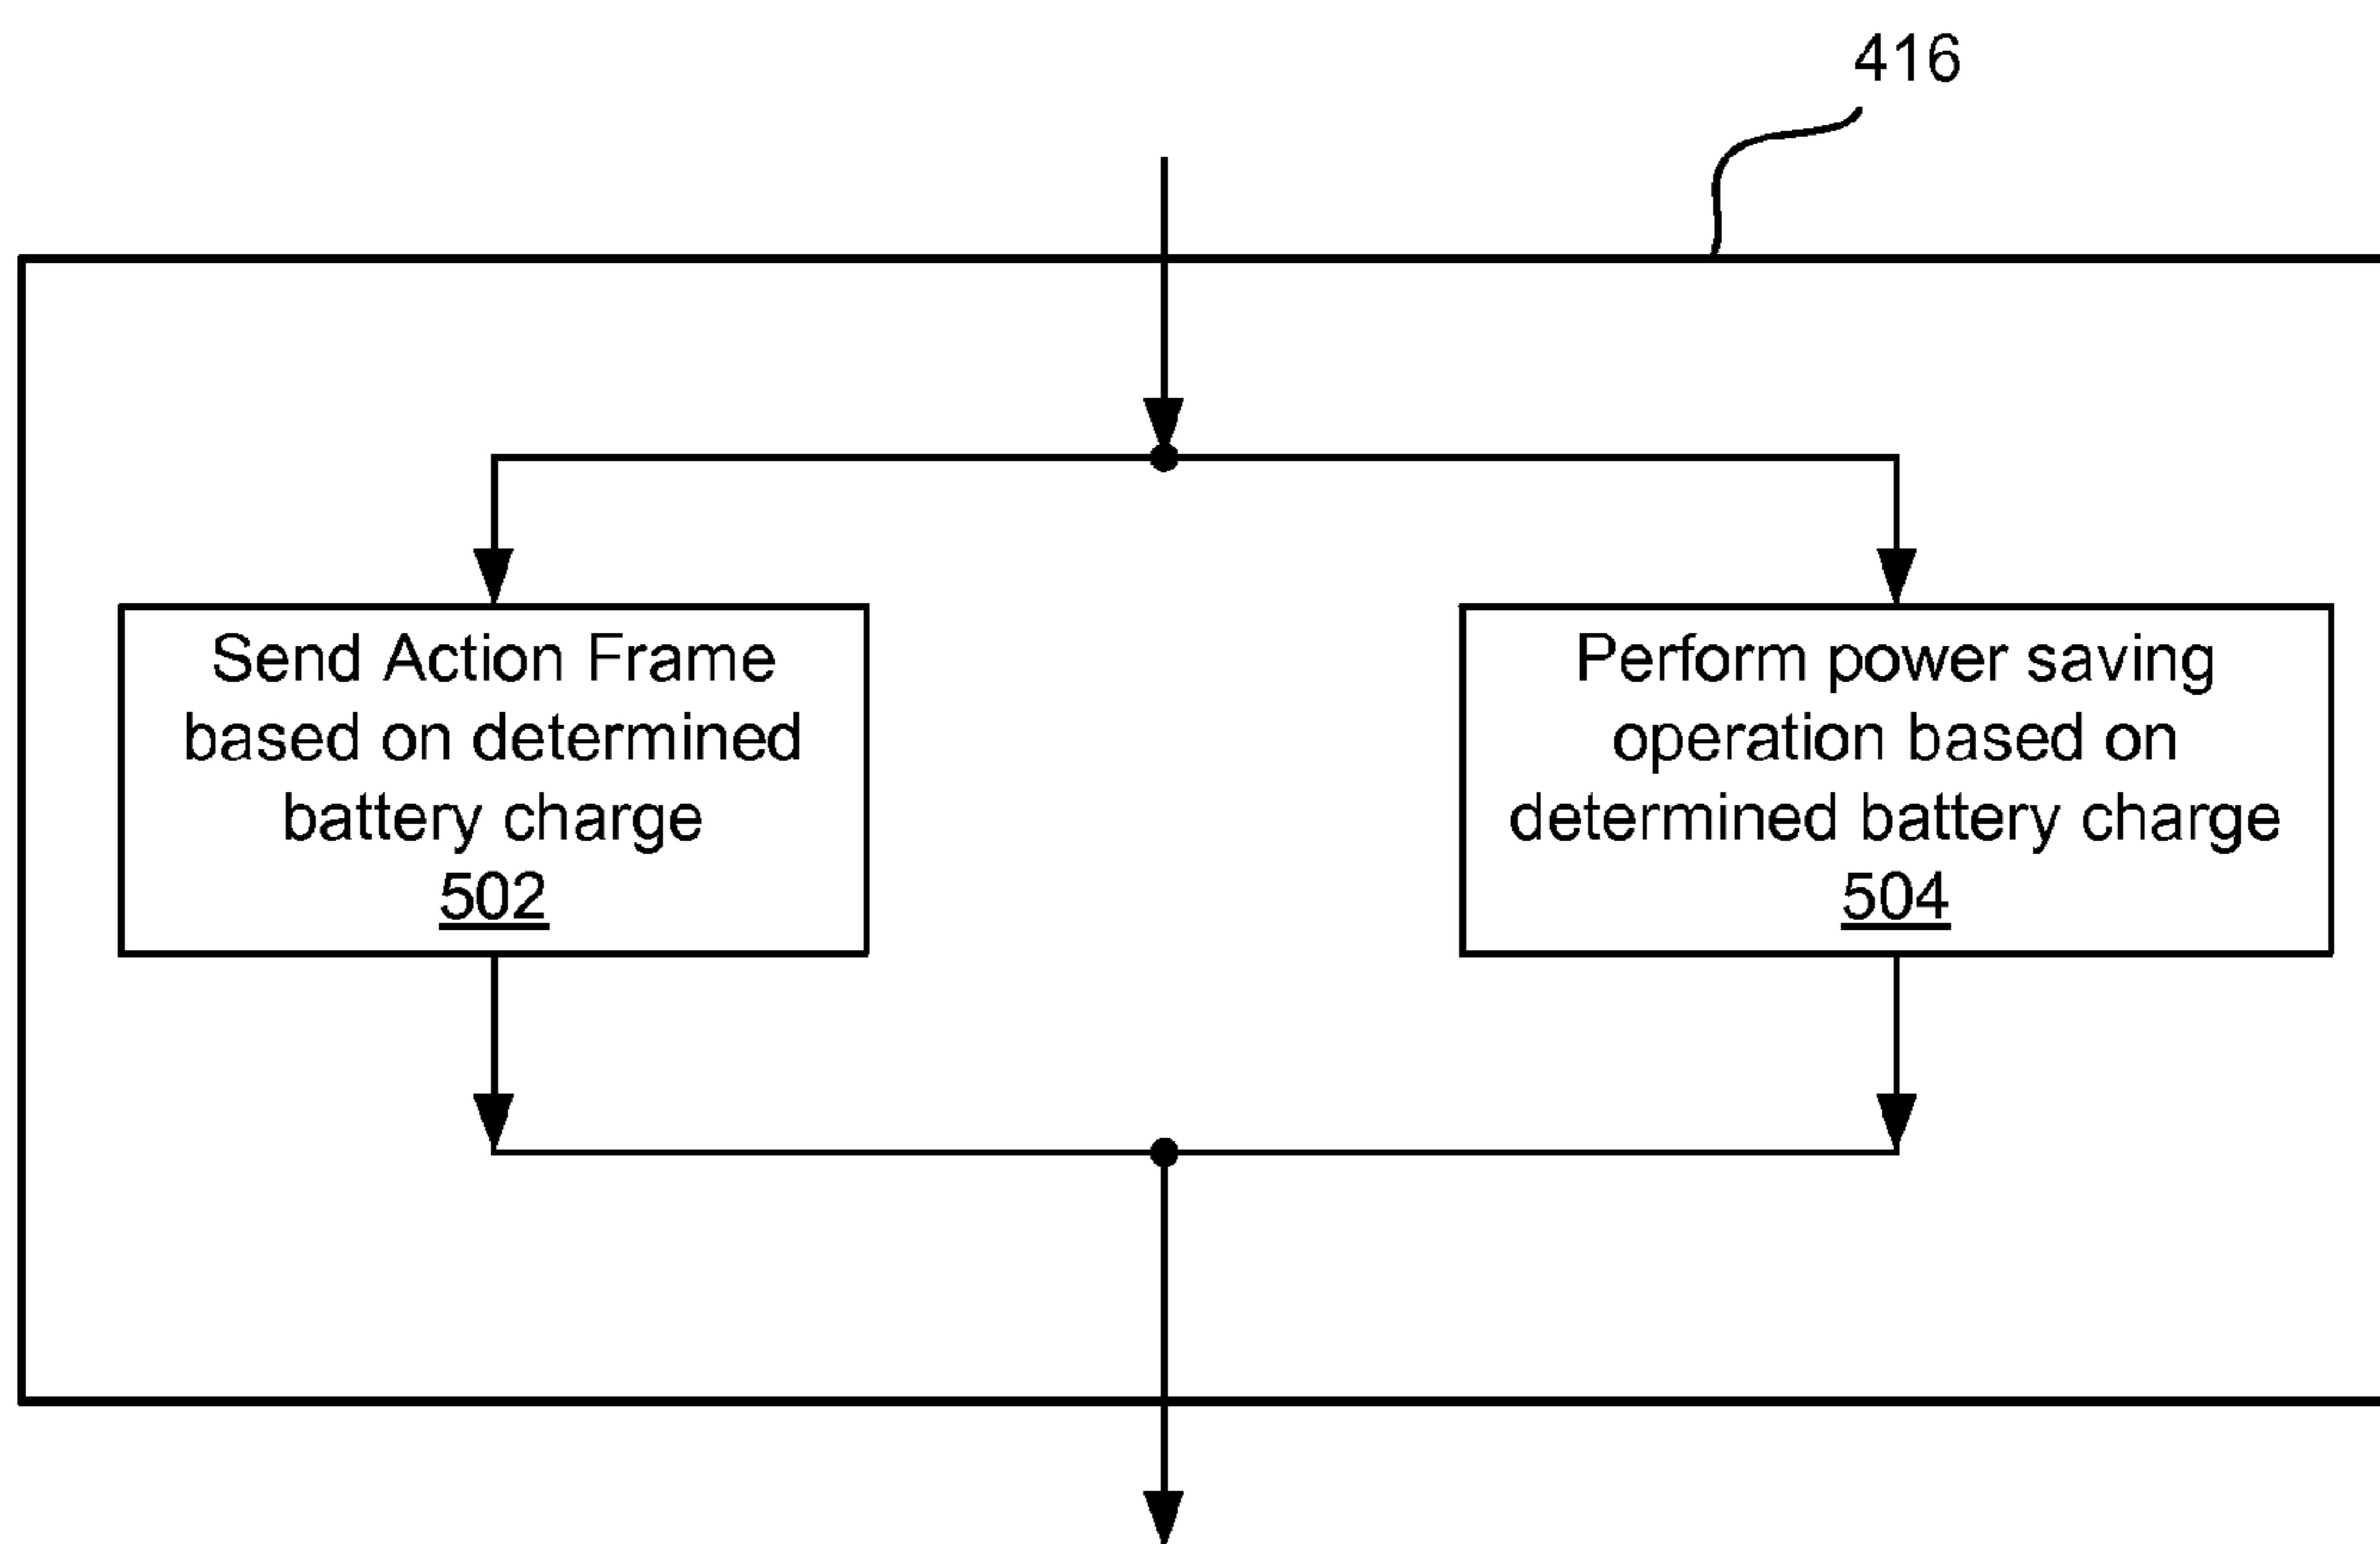 416
Send Action Frame
based on determined
battery charge
502
Perform power saving
operation based on
determined battery charge
504